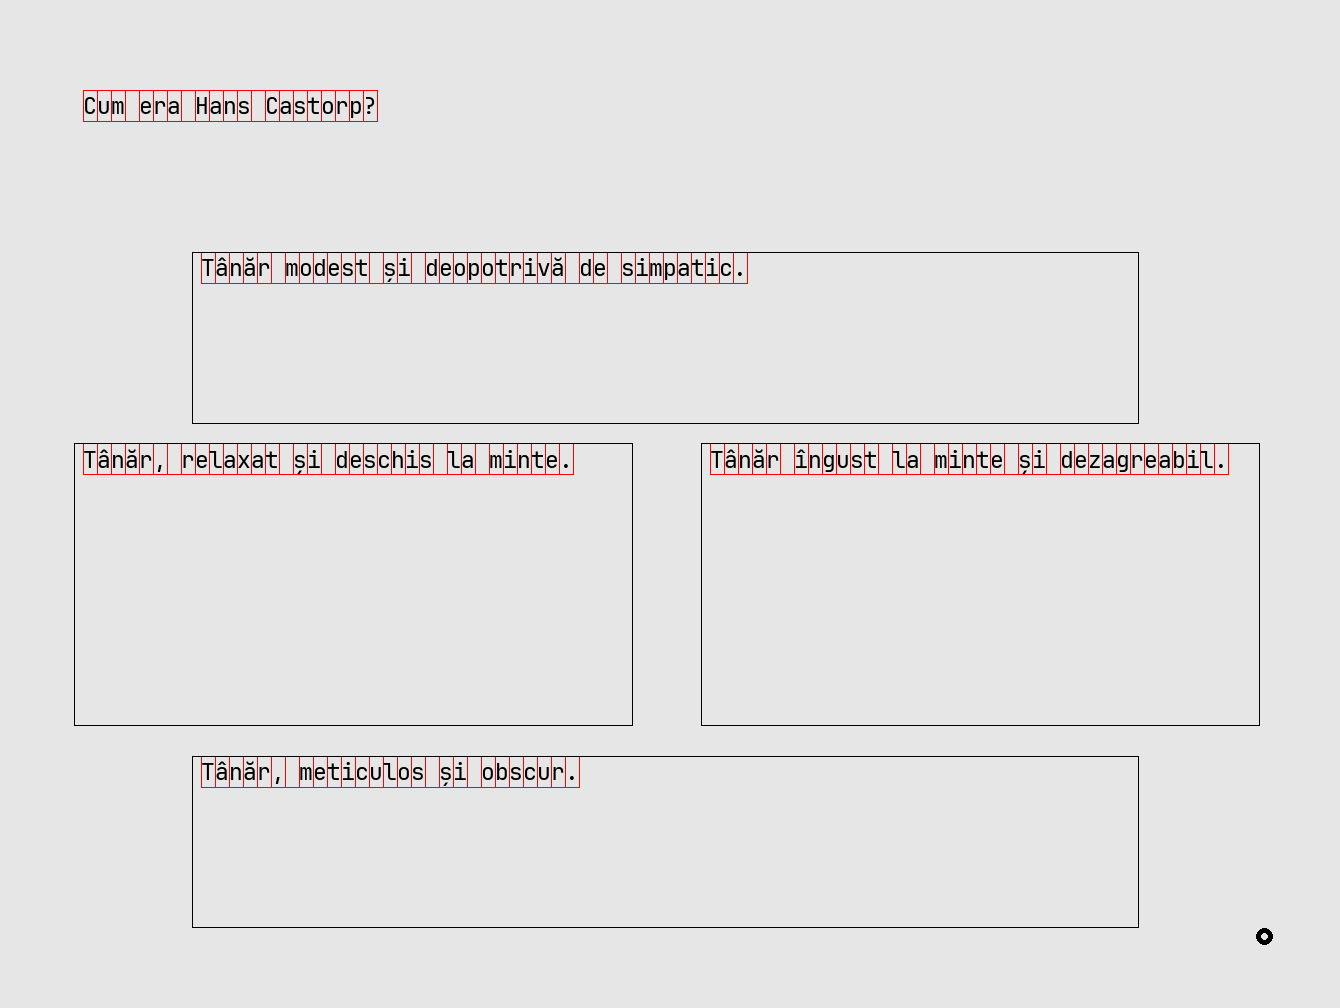 Cum era Hans Castorp?
Tânăr modest și deopotrivă de simpatic.
Tânăr, relaxat și deschis la minte.
Tânăr îngust la minte și dezagreabil.
Tânăr, meticulos și obscur.